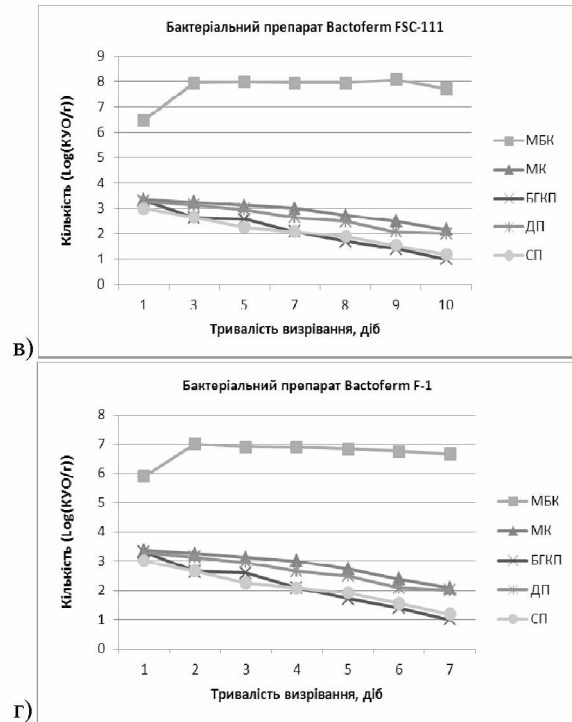 Бактеріальний препарат Bactoferm FSC-111
Кількість (Log(КУО/г))
9
8
7
6
5
4
3
2
1
0
1 3 5 7 8 9 10
Тривалість визрівання, діб
МБК
МК
БГКП
ДП
СП
в)
Бактеріальний препарат Bactoferm F-1
Кількість (Log(КУО/г))
8
7
6
5
4
3
2
1
0
1 2 3 4 5 6 7
Тривалість визрівання, діб
МБК
МК
БГКП
ДП
СП
г)